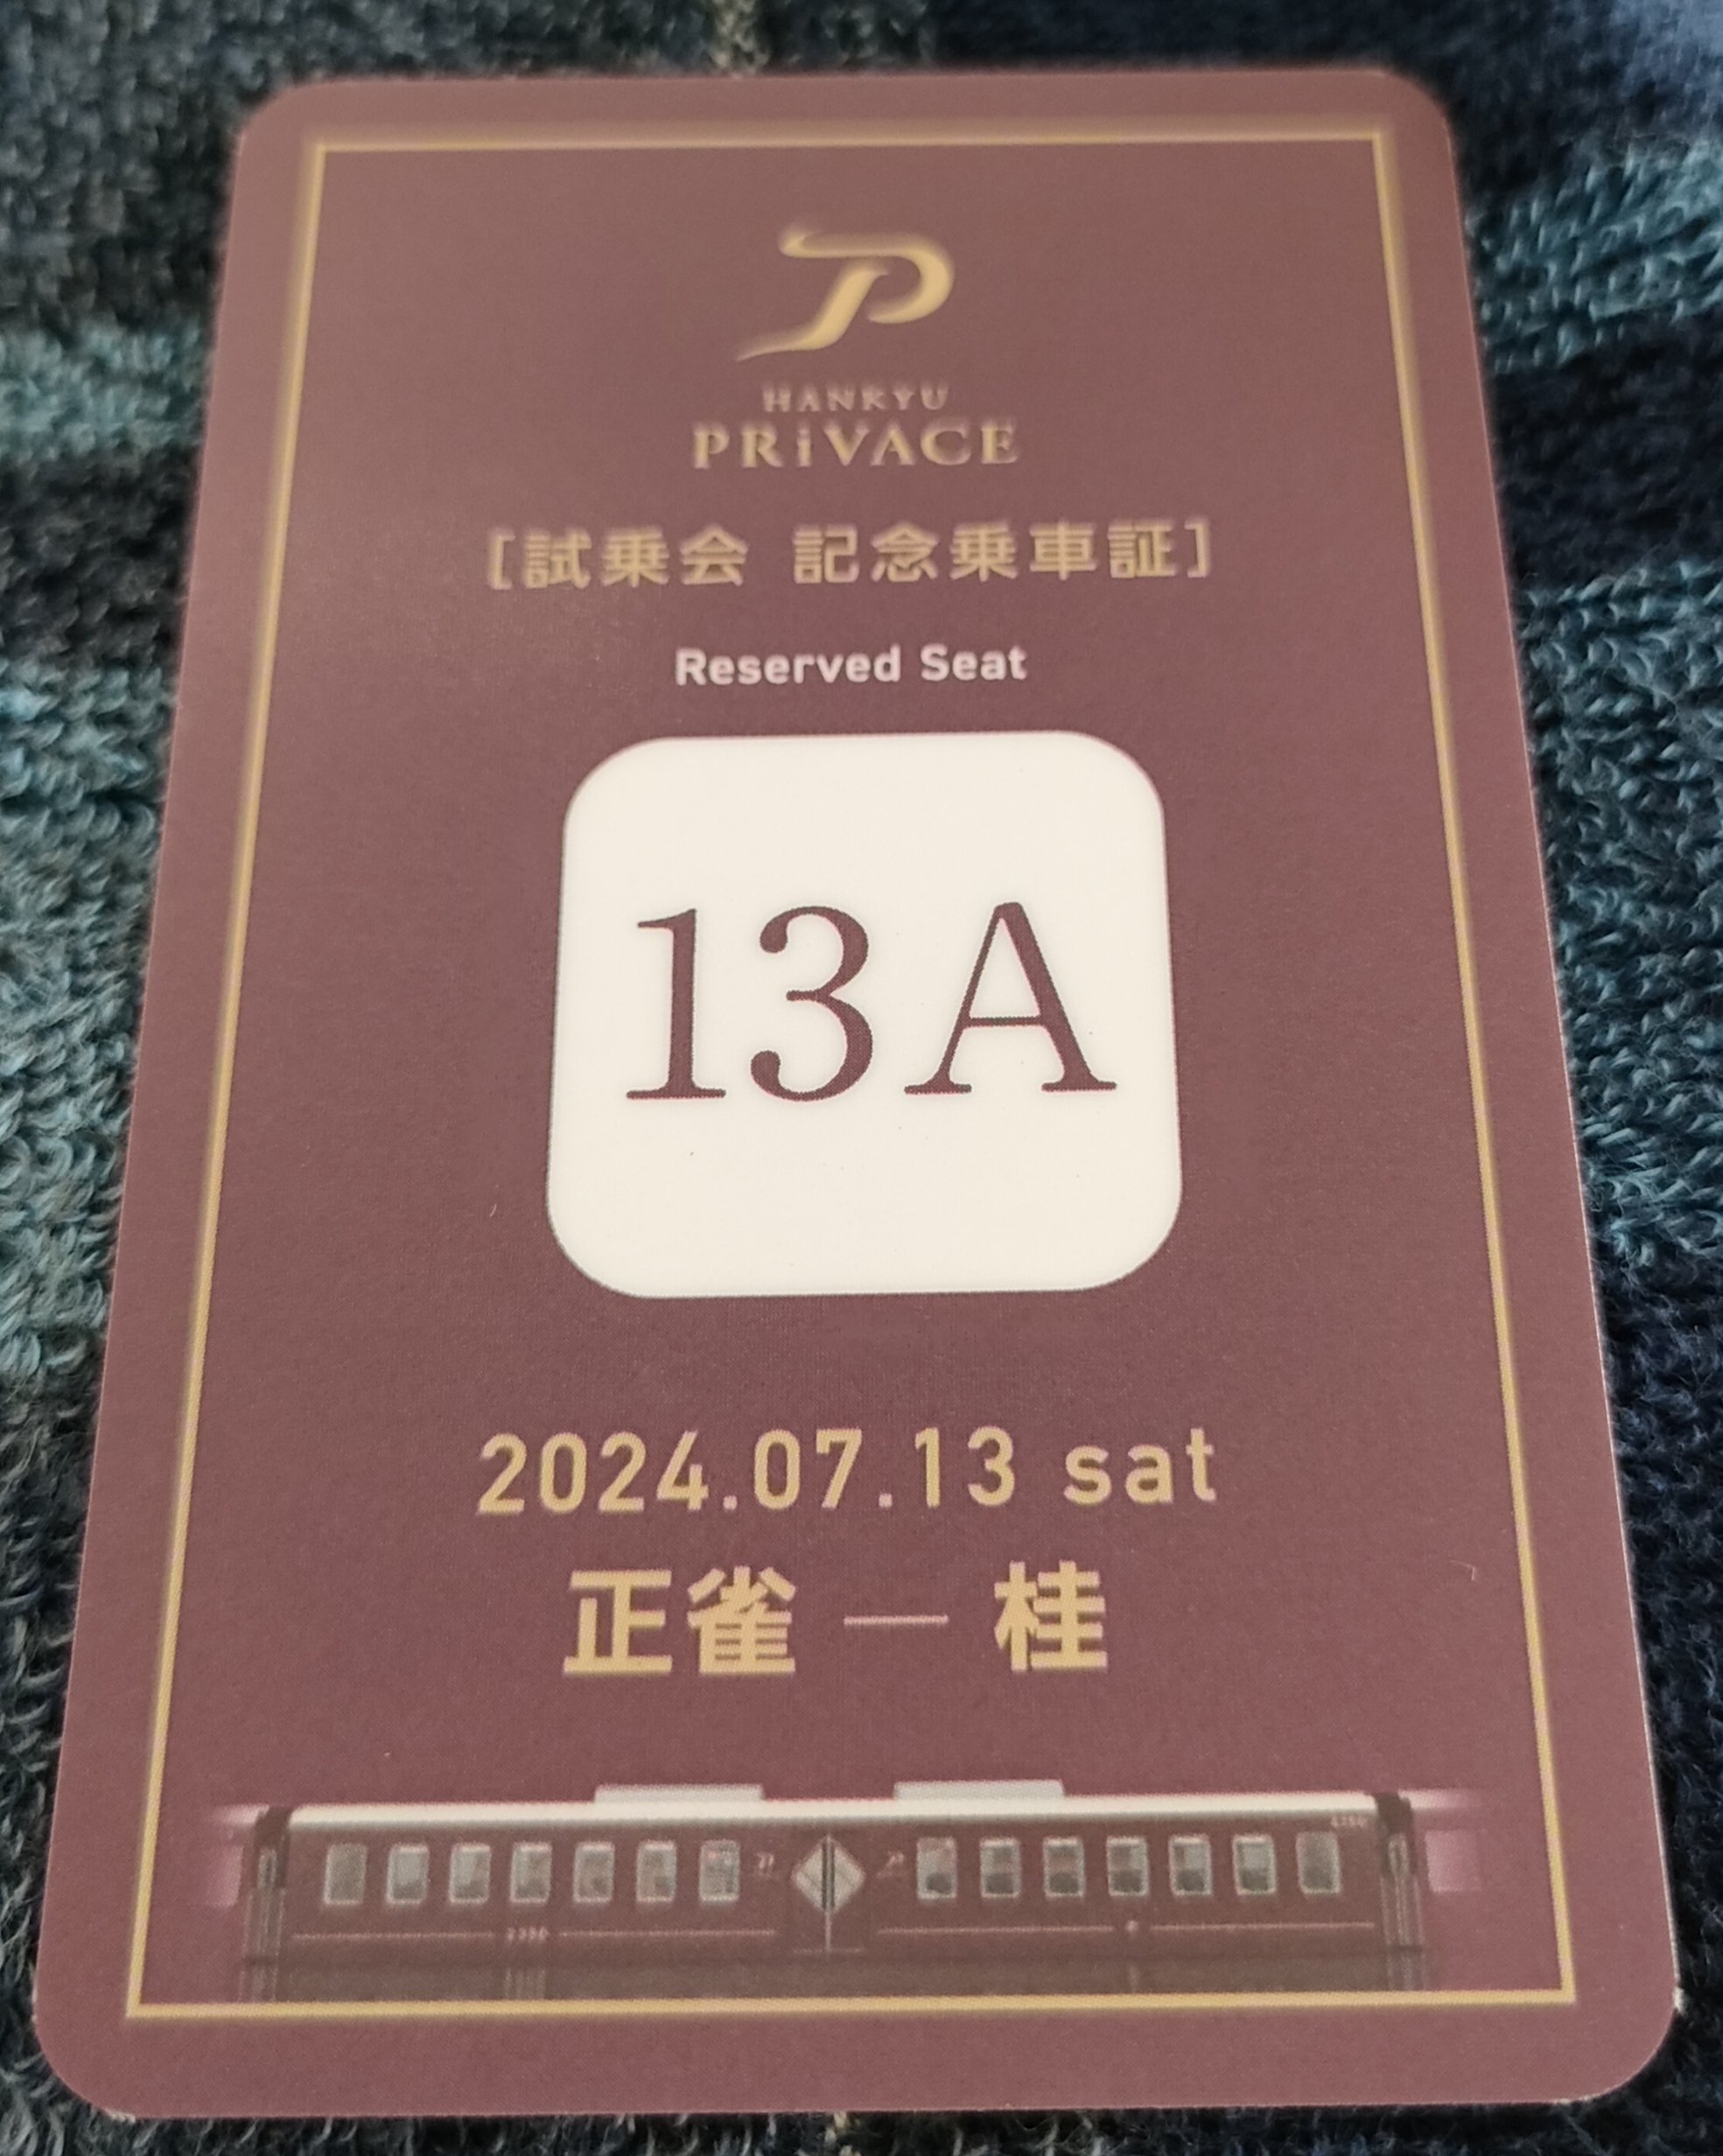 HANKYU
PRiVACE
[試乗会 記念乗車証]
Reserved Seat
13A
2024.07.13 sat
正雀 — 桂
2350